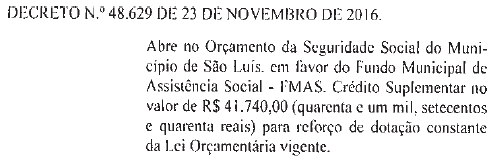 DECRETO N.º 48.629 DE 23 DE NOVEMBRO DE 2016.
Abre no Orçamento da Seguridade Social do Muni-
cípio de São Luís, em favor do Fundo Municipal de
Assistência Social - FMAS. Crédito Suplementar no
valor de R$ 41.740,00 (quarenta e um mil, setecentos
e quarenta reais) para reforço de dotação constante
da Lei Orçamentária vigente.